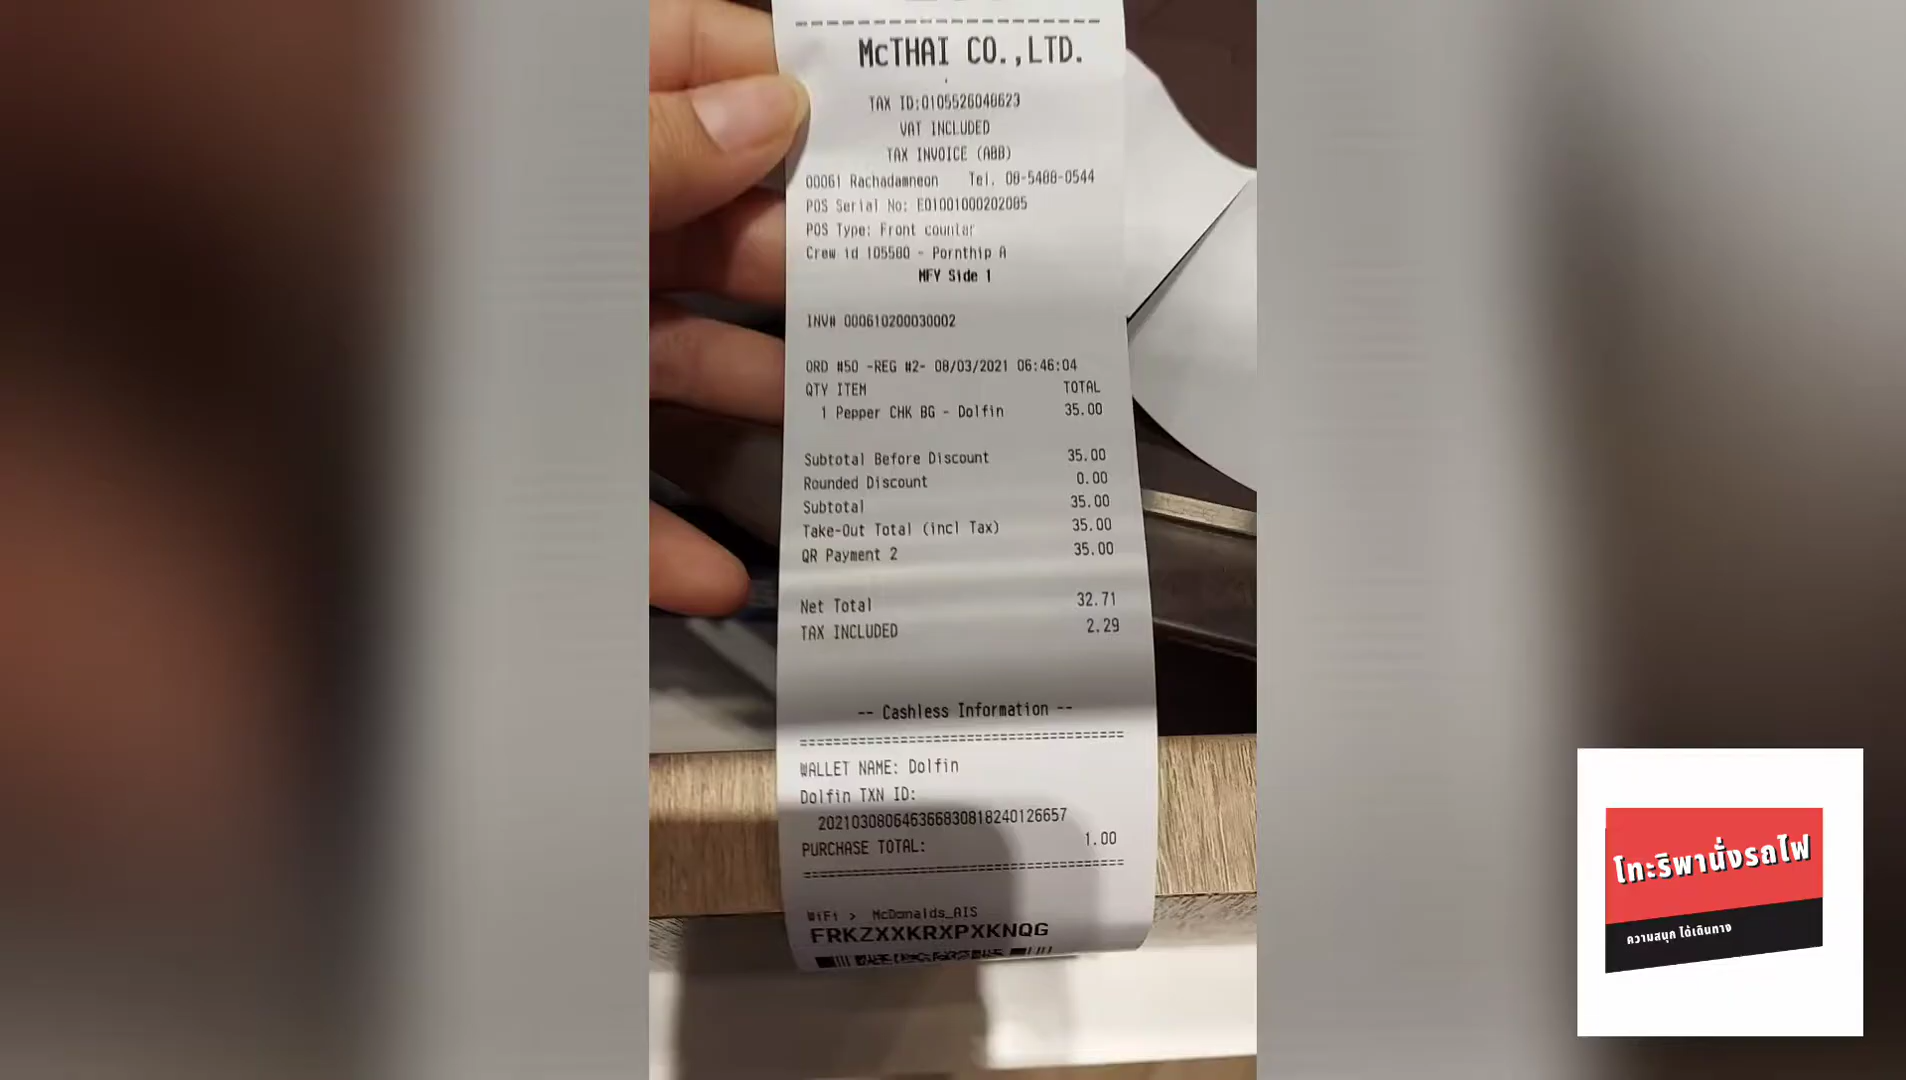 McTHAI CO.,LTD.
TAX ID:0105526048623
VAT INCLUDED
TAX INVOICE (ABB)
00061 Rachadamneon Tel. 08-5488-0544
POS Serial No: E01001000202085
POS Type: Front counter
Crew id 105580 - Pornthip A
MFY Side 1
INV# 000610200030002
ORD #50 -REG #2- 08/03/2021 06:46:04
QTY ITEM TOTAL
1 Pepper CHK BG - Dolfin 35.00
Subtotal Before Discount 35.00
Rounded Discount 0.00
Subtotal 35.00
Take-Out Total (incl Tax) 35.00
QR Payment 2 35.00
Net Total 32.71
TAX INCLUDED 2.29
-- Cashless Information --
WALLET NAME: Dolfin
Dolfin TXN ID:
20210308064636683081824012665​7
PURCHASE TOTAL: 1.00
WiFi > McDonalds_AIS
FRKZXXKRXPXKNQG
โทะริพานั่งรถไฟ
ความสนุก ได้เดินทาง